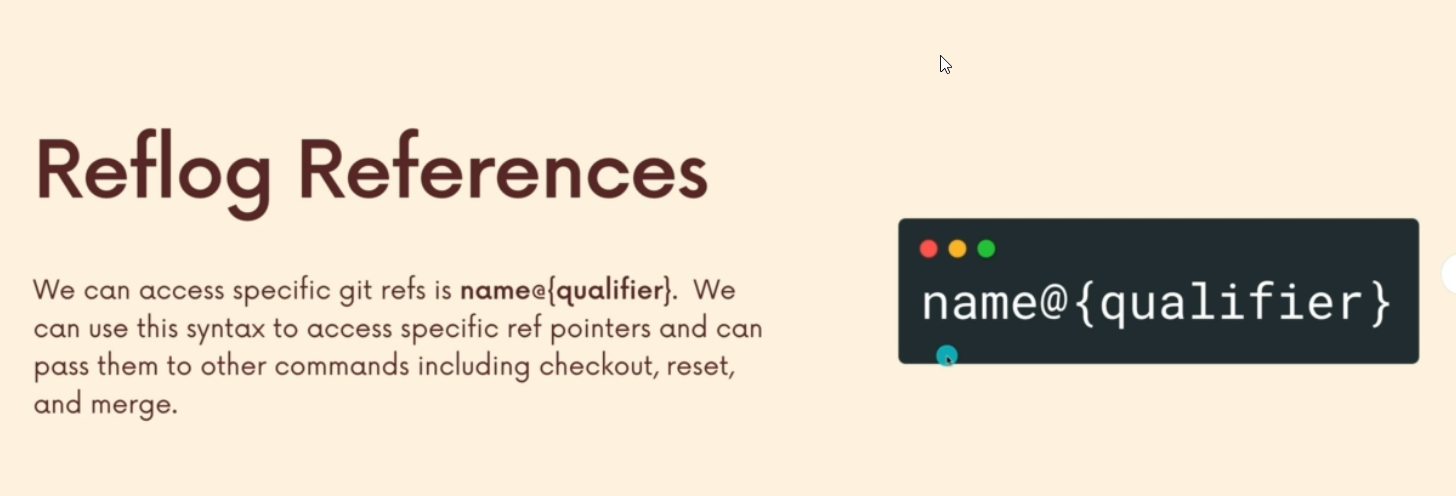 Reflog References
We can access specific git refs is name@{qualifier}. We
can use this syntax to access specific ref pointers and can
pass them to other commands including checkout, reset,
and merge.
name@{qualifier}